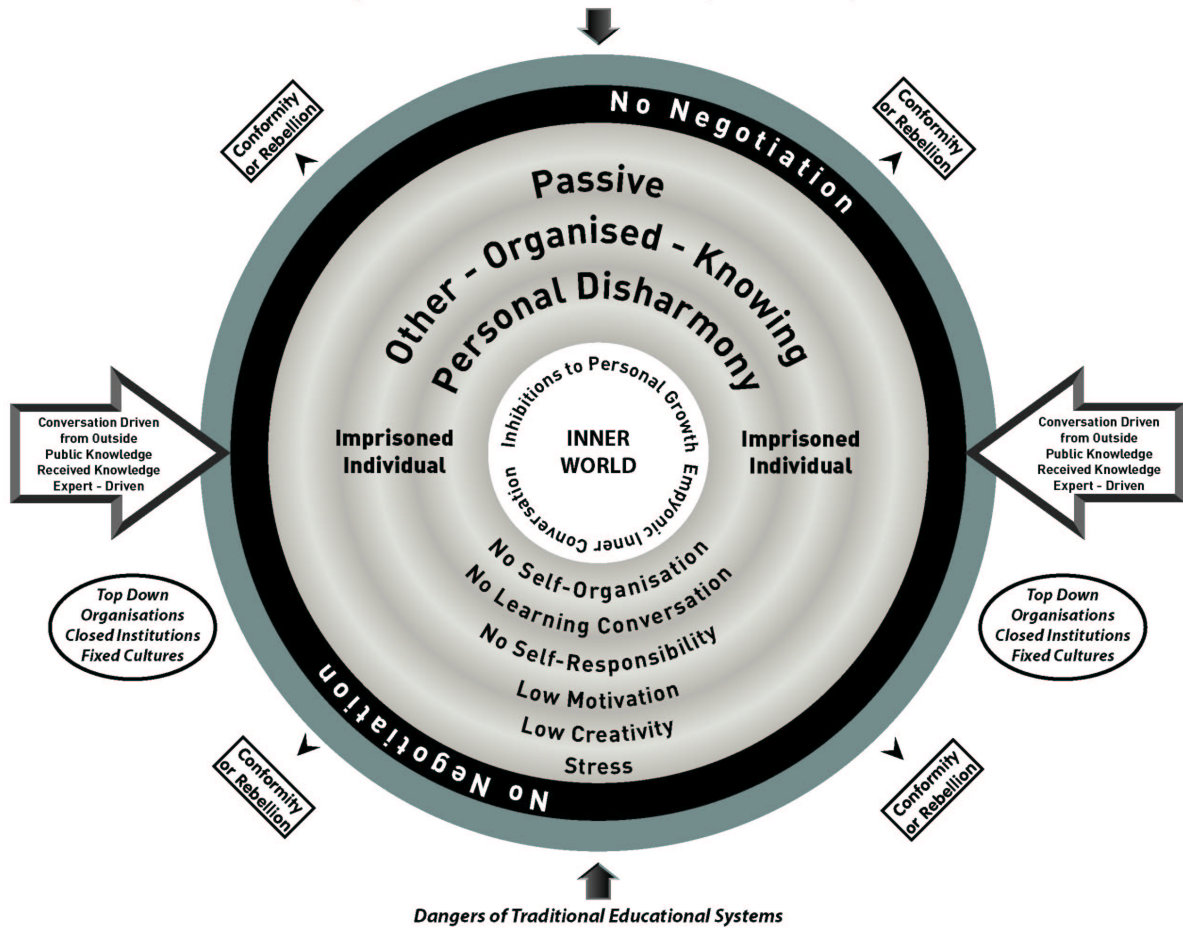 No Negotiation
Conformity
or Rebellion
Conformity
or Rebellion
Passive
Other - Organised - Knowing
Personal Disharmony
Inhibitions to Personal Growth
Empyonic Inner Conversation
INNER
WORLD
Imprisoned
Individual
Imprisoned
Individual
Conversation Driven
from Outside
Public Knowledge
Received Knowledge
Expert - Driven
Conversation Driven
from Outside
Public Knowledge
Received Knowledge
Expert - Driven
No Self-Organisation
No Learning Conversation
No Self-Responsibility
Low Motivation
Low Creativity
Stress
Top Down
Organisations
Closed Institutions
Fixed Cultures
Top Down
Organisations
Closed Institutions
Fixed Cultures
No Negotiation
Conformity
or Rebellion
Conformity
or Rebellion
Dangers of Traditional Educational Systems